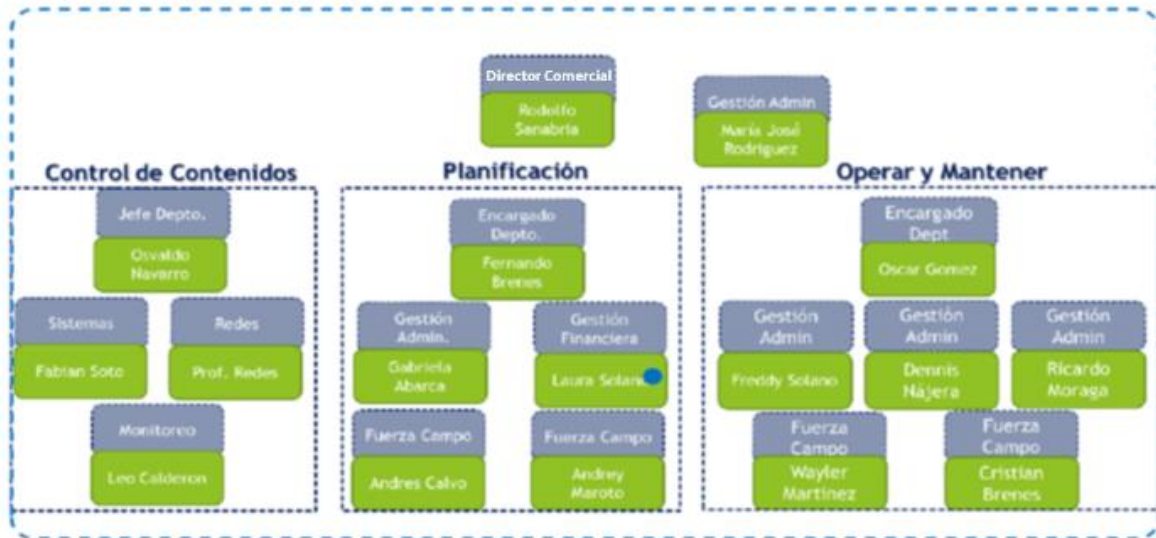 Director Comercial
Rodolfo
Sanabria
Gestión Admin
María José
Rodriguez
Control de Contenidos
Jefe Depto.
Osvaldo
Navarro
Sistemas
Fabian Soto
Redes
Prof. Redes
Monitoreo
Leo Calderon
Planificación
Encargado
Depto.
Fernando
Brenes
Gestión
Admin.
Gabriela
Abarca
Gestión
Financiera
Laura Solano
Fuerza Campo
Andres Calvo
Fuerza Campo
Andrey
Maroto
Operar y Mantener
Encargado
Dept
Oscar Gomez
Gestión
Admin
Freddy Solano
Gestión
Admin
Dennis
Nájera
Gestión
Admin
Ricardo
Moraga
Fuerza
Campo
Wayler
Martinez
Fuerza
Campo
Cristian
Brenes